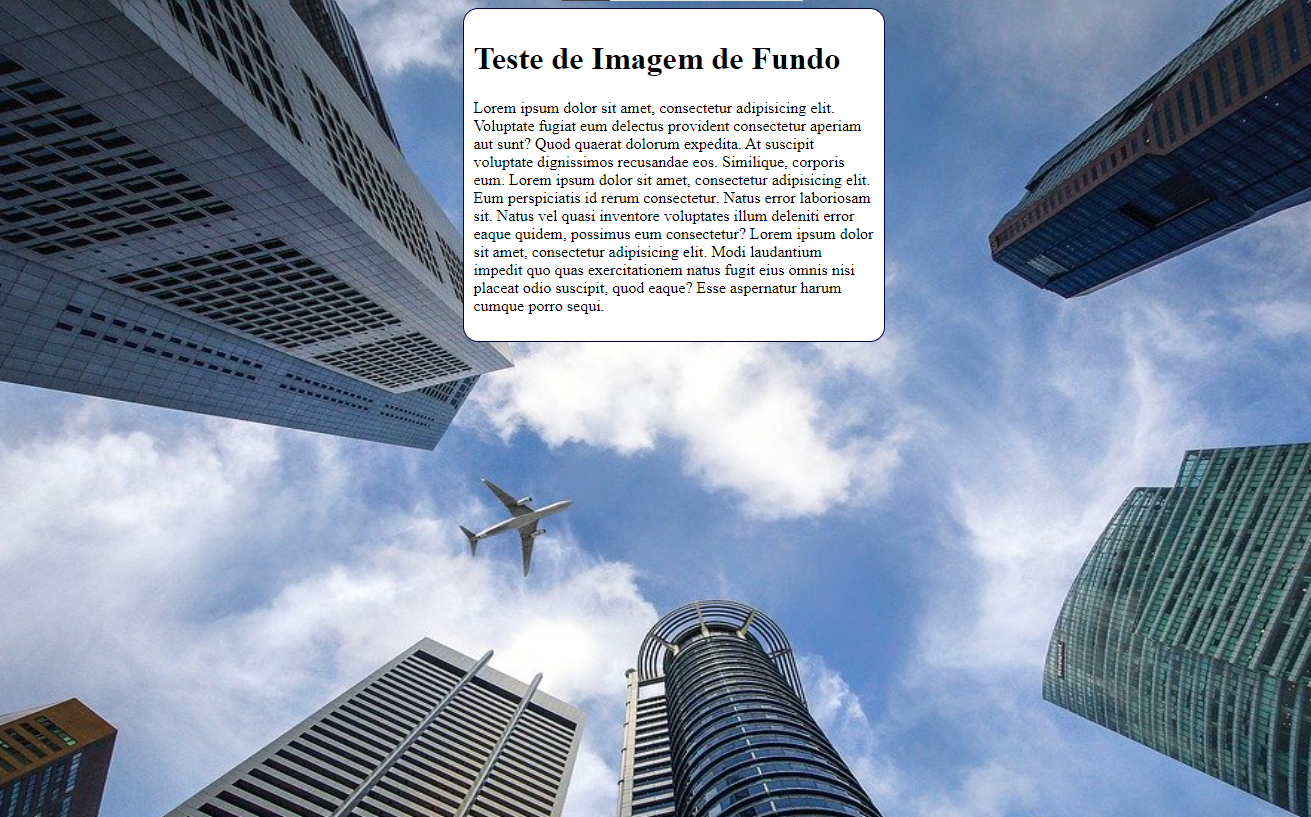 Teste de Imagem de Fundo
Lorem ipsum dolor sit amet, consectetur adipisicing elit.
Voluptate fugiat eum delectus provident consectetur aperiam
aut sunt? Quod quaerat dolorum expedita. At suscipit
voluptate dignissimos recusandae eos. Similique, corporis
eum. Lorem ipsum dolor sit amet, consectetur adipisicing elit.
Eum perspiciatis id rerum consectetur. Natus error laboriosam
sit. Natus vel quasi inventore voluptates illum deleniti error
eaque quidem, possimus eum consectetur? Lorem ipsum dolor
sit amet, consectetur adipisicing elit. Modi laudantium
impedit quo quas exercitationem natus fugit eius omnis nisi
placeat odio suscipit, quod eaque? Esse aspernatur harum
cumque porro sequi.